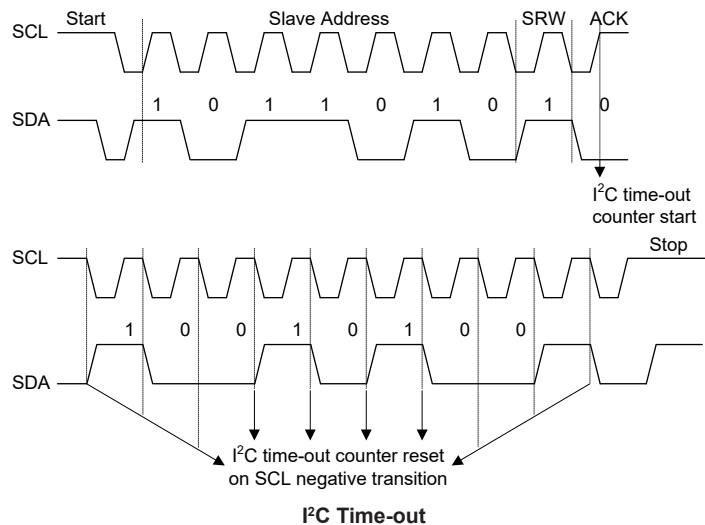 Start Slave Address SRW ACK
SCL
1 0 1 1 0 1 0 1 0
SDA
I²C time-out
counter start
Stop
SCL
1 0 0 1 0 1 0 0
SDA
I²C time-out counter reset
on SCL negative transition
I²C Time-out